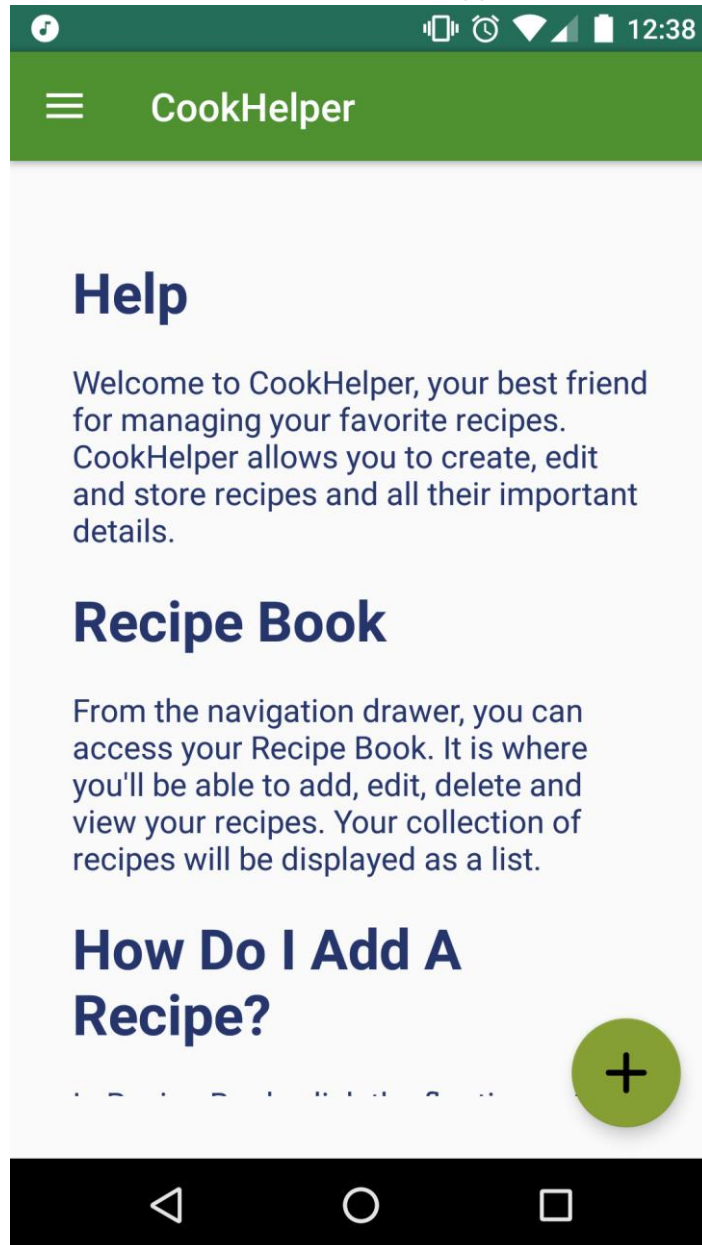 12:38
CookHelper
Help
Welcome to CookHelper, your best friend
for managing your favorite recipes.
CookHelper allows you to create, edit
and store recipes and all their important
details.
Recipe Book
From the navigation drawer, you can
access your Recipe Book. It is where
you'll be able to add, edit, delete and
view your recipes. Your collection of
recipes will be displayed as a list.
How Do I Add A
Recipe?